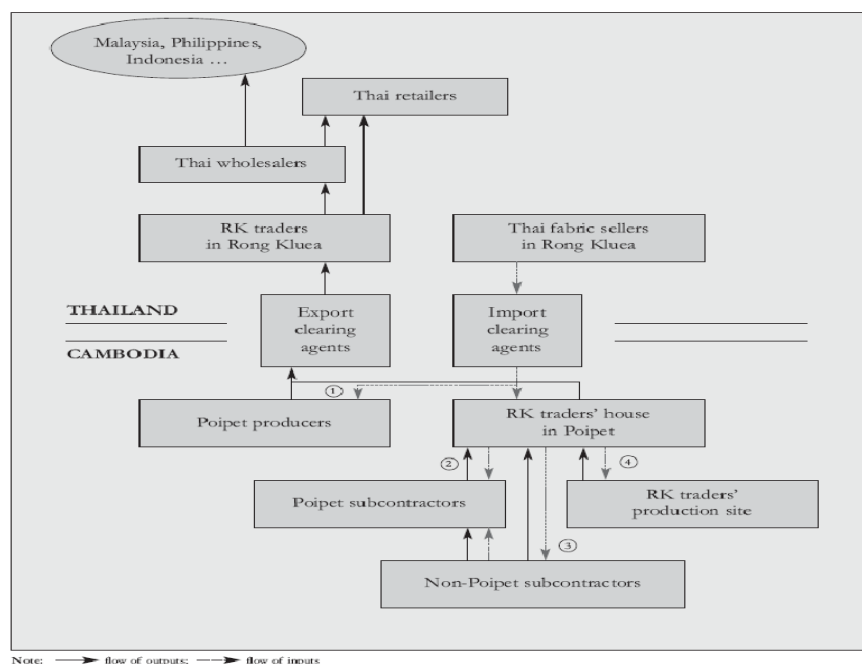 Malaysia, Philippines,
Indonesia ...
Thai retailers
Thai wholesalers
RK traders
in Rong Kluea
Thai fabric sellers
in Rong Kluea
THAILAND
Export
clearing
agents
Import
clearing
agents
CAMBODIA
①
Poipet producers
RK traders' house
in Poipet
②
④
Poipet subcontractors
RK traders'
production site
③
Non-Poipet subcontractors
Note: flow of outputs; flow of inputs